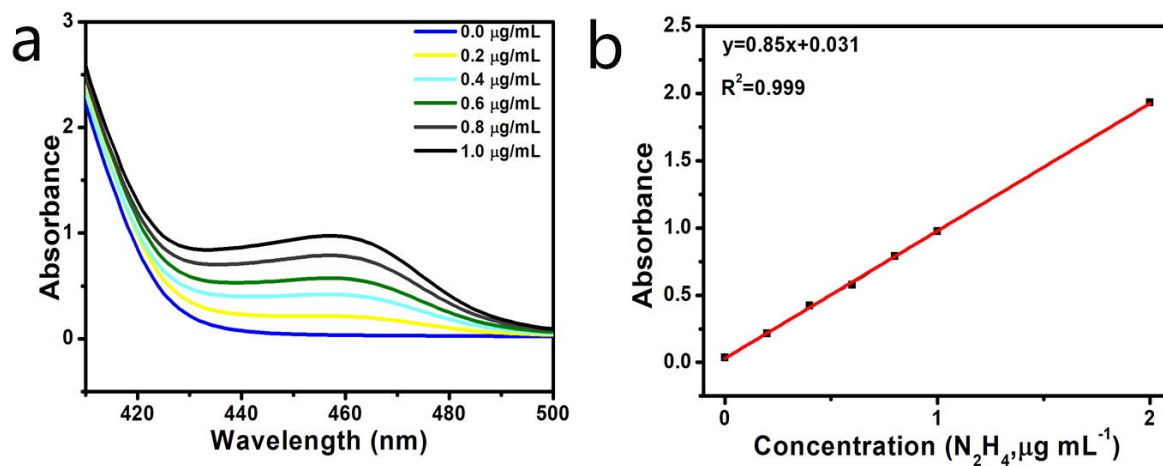 a
3
2
1
0
Absorbance
420
440
460
480
500
Wavelength (nm)
0.0 μg/mL
0.2 μg/mL
0.4 μg/mL
0.6 μg/mL
0.8 μg/mL
1.0 μg/mL
b
2.5
2.0
1.5
1.0
0.5
0.0
Absorbance
0
1
2
Concentration (N₂H₄,μg mL⁻¹)
y=0.85x+0.031
R²=0.999